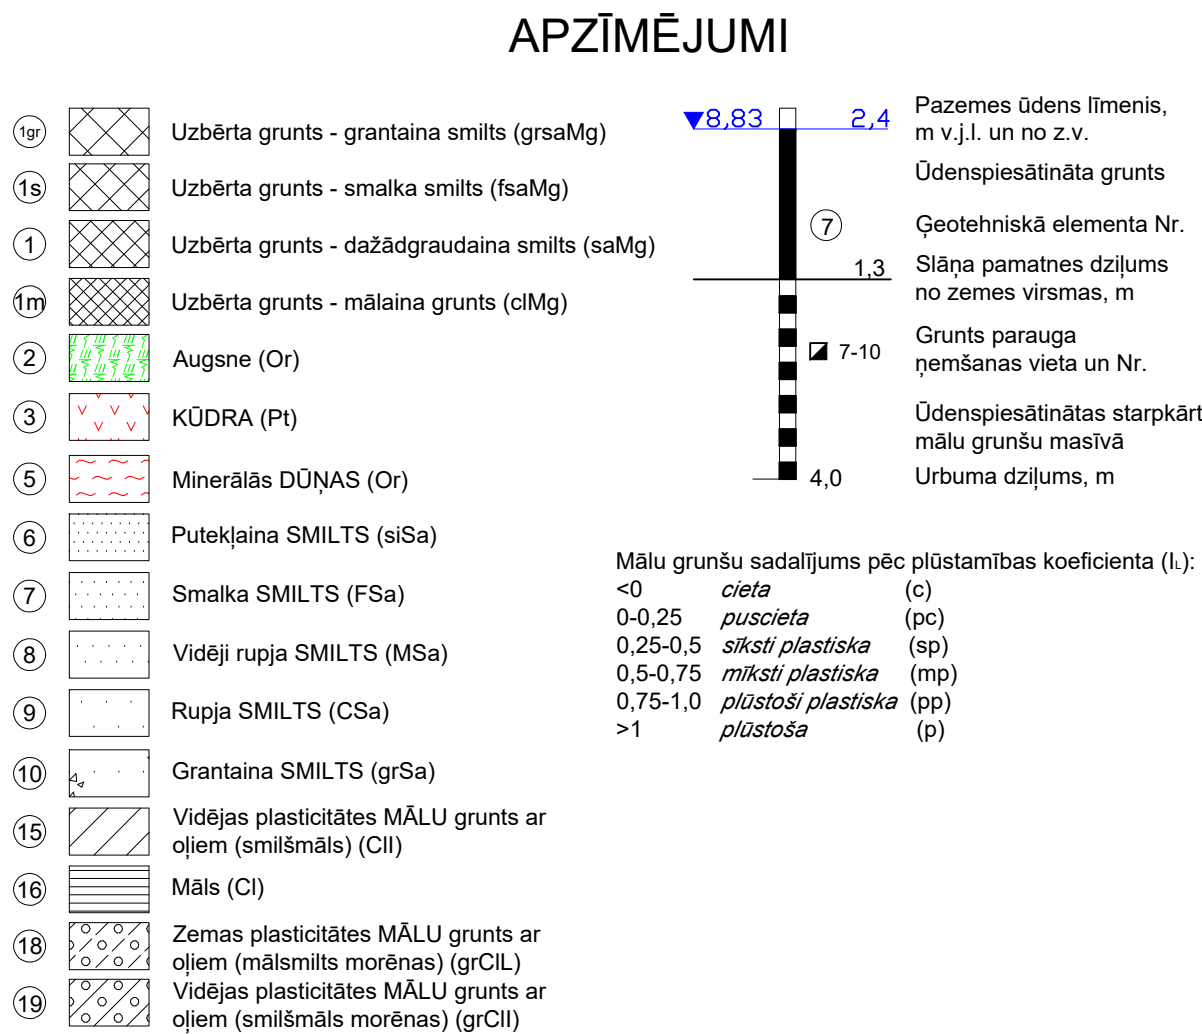 APZĪMĒJUMI
1gr Uzbērta grunts - grantaina smilts (grsaMg)
1s Uzbērta grunts - smalka smilts (fsaMg)
1 Uzbērta grunts - dažādgraudaina smilts (saMg)
1m Uzbērta grunts - mālaina grunts (clMg)
2 Augsne (Or)
3 KŪDRA (Pt)
5 Minerālās DŪŅAS (Or)
6 Putekļaina SMILTS (siSa)
7 Smalka SMILTS (FSa)
8 Vidēji rupja SMILTS (MSa)
9 Rupja SMILTS (CSa)
10 Grantaina SMILTS (grSa)
15 Vidējas plasticitātes MĀLU grunts ar
oļiem (smilšmāls) (ClI)
16 Māls (Cl)
18 Zemas plasticitātes MĀLU grunts ar
oļiem (mālsmilts morēnas) (grClL)
19 Vidējas plasticitātes MĀLU grunts ar
oļiem (smilšmāls morēnas) (grClI)
8,83 2,4 Pazemes ūdens līmenis,
m v.j.l. un no z.v.
Ūdenspiesātināta grunts
7 Ģeotehniskā elementa Nr.
1,3 Slāņa pamatnes dziļums
no zemes virsmas, m
7-10 Grunts parauga
ņemšanas vieta un Nr.
Ūdenspiesātinātas starpkārt
mālu grunšu masīvā
4,0 Urbuma dziļums, m
Mālu grunšu sadalījums pēc plūstamības koeficienta (IL):
<0 cieta (c)
0-0,25 puscieta (pc)
0,25-0,5 sīksti plastiska (sp)
0,5-0,75 mīksti plastiska (mp)
0,75-1,0 plūstoši plastiska (pp)
>1 plūstoša (p)